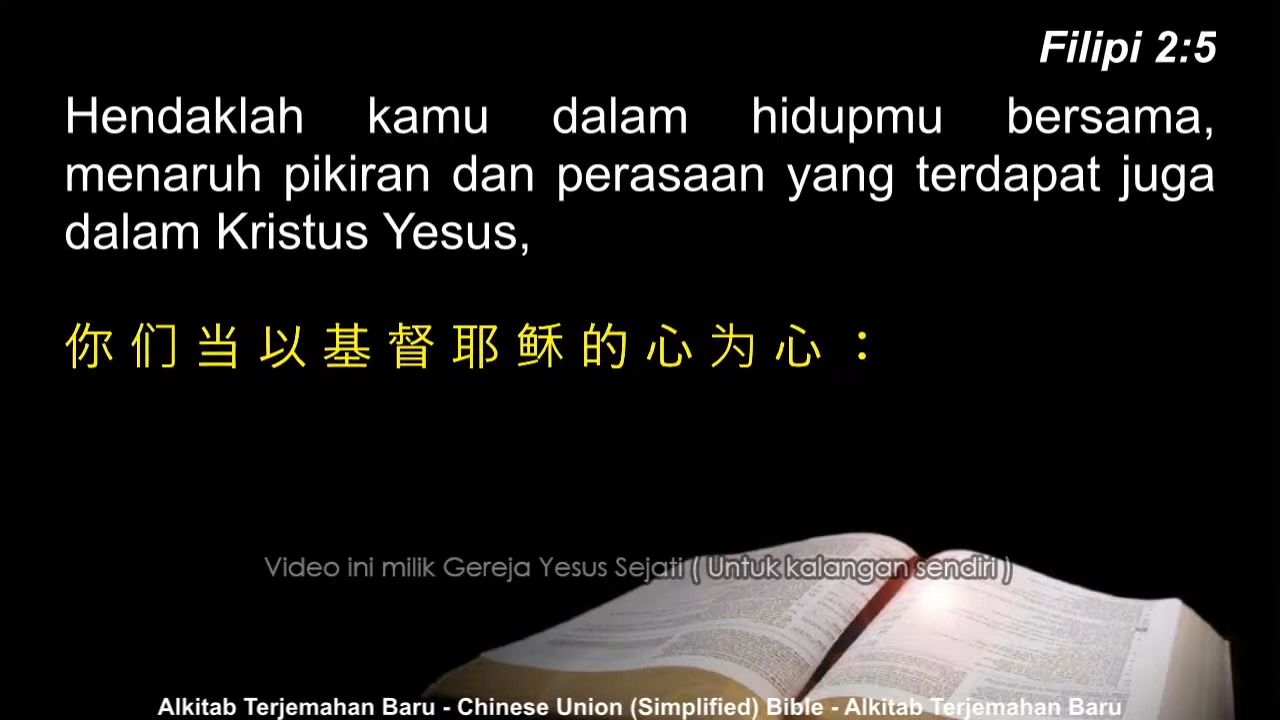 Filipi 2:5
Hendaklah kamu dalam hidupmu bersama,
menaruh pikiran dan perasaan yang terdapat juga
dalam Kristus Yesus,
你们当以基督耶稣的心为心：
Video ini milik Gereja Yesus Sejati ( Untuk kalangan sendiri )
Alkitab Terjemahan Baru - Chinese Union (Simplified) Bible - Alkitab Terjemahan Baru